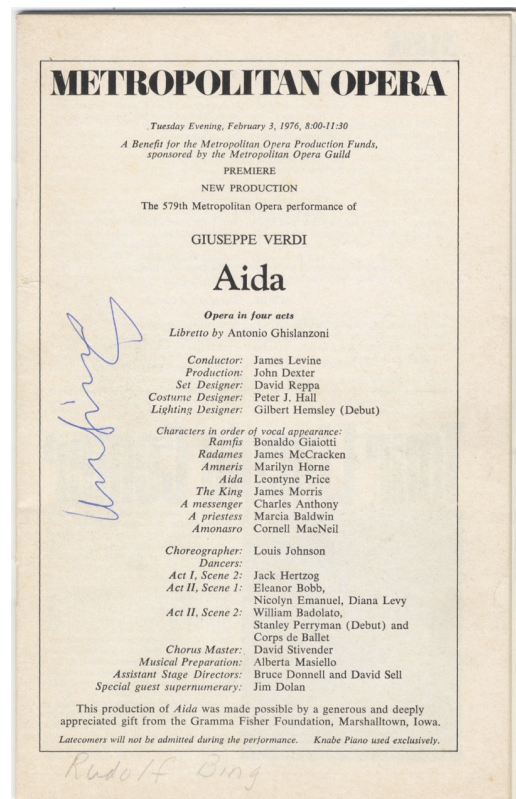 METROPOLITAN OPERA
Tuesday Evening, February 3, 1976, 8:00-11:30
A Benefit for the Metropolitan Opera Production Funds,
sponsored by the Metropolitan Opera Guild
PREMIERE
NEW PRODUCTION
The 579th Metropolitan Opera performance of
GIUSEPPE VERDI
Aida
Opera in four acts
Libretto by Antonio Ghislanzoni
Conductor: James Levine
Production: John Dexter
Set Designer: David Reppa
Costume Designer: Peter J. Hall
Lighting Designer: Gilbert Hemsley (Debut)
Characters in order of vocal appearance:
Ramfis Bonaldo Giaiotti
Radames James McCracken
Amneris Marilyn Horne
Aida Leontyne Price
The King James Morris
A messenger Charles Anthony
A priestess Marcia Baldwin
Amonasro Cornell MacNeil
Choreographer: Louis Johnson
Dancers:
Act I, Scene 2: Jack Hertzog
Act II, Scene 1: Eleanor Bobb,
Nicolyn Emanuel, Diana Levy
Act II, Scene 2: William Badolato,
Stanley Perryman (Debut) and
Corps de Ballet
Chorus Master: David Stivender
Musical Preparation: Alberta Masiello
Assistant Stage Directors: Bruce Donnell and David Sell
Special guest supernumerary: Jim Dolan
This production of Aida was made possible by a generous and deeply
appreciated gift from the Gramma Fisher Foundation, Marshalltown, Iowa.
Latecomers will not be admitted during the performance. Knabe Piano used exclusively.
Rudolf Bing